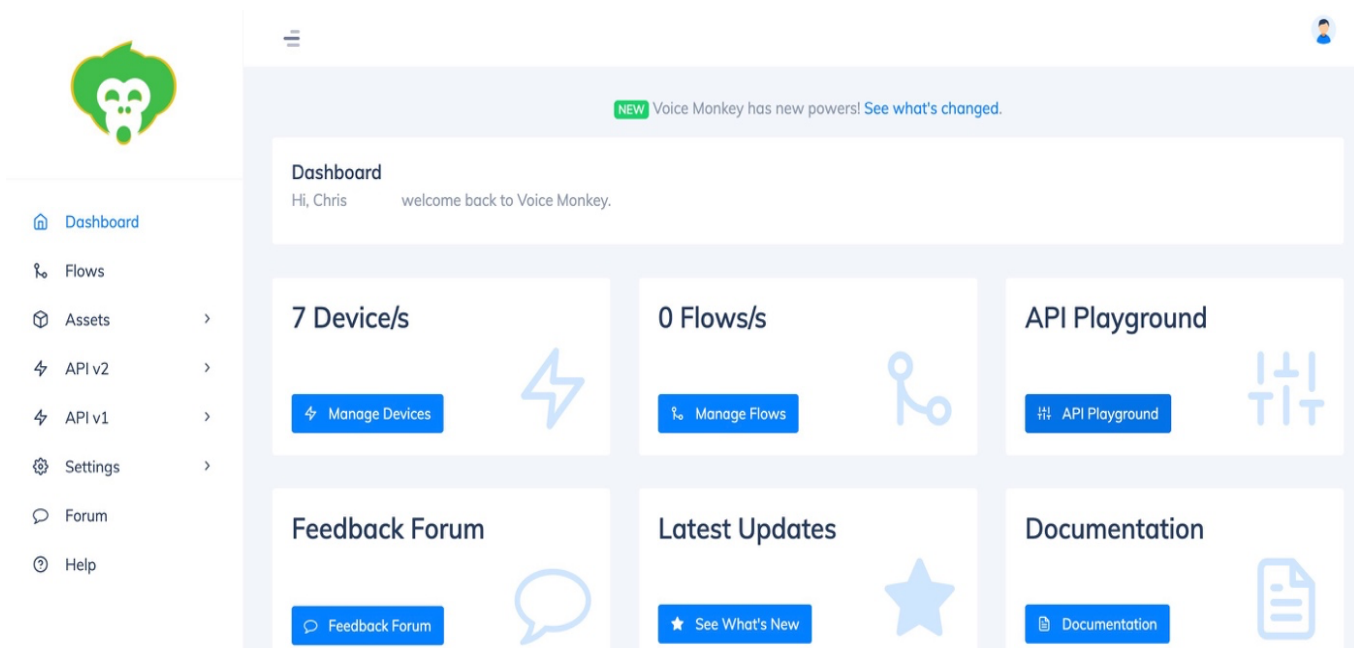 NEW Voice Monkey has new powers! See what's changed.
Dashboard
Hi, Chris welcome back to Voice Monkey.
Dashboard
Flows
Assets
API v2
API v1
Settings
Forum
Help
7 Device/s
Manage Devices
0 Flows/s
Manage Flows
API Playground
API Playground
Feedback Forum
Feedback Forum
Latest Updates
See What's New
Documentation
Documentation